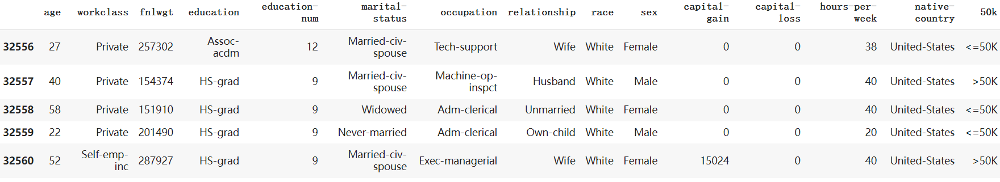 age workclass fnlwgt education education-num marital-status occupation relationship race sex capital-gain capital-loss hours-per-week native-country 50k
32556 27 Private 257302 Assoc-acdm 12 Married-civ-spouse Tech-support Wife White Female 0 0 38 United-States <=50K
32557 40 Private 154374 HS-grad 9 Married-civ-spouse Machine-op-inspct Husband White Male 0 0 40 United-States >50K
32558 58 Private 151910 HS-grad 9 Widowed Adm-clerical Unmarried White Female 0 0 40 United-States <=50K
32559 22 Private 201490 HS-grad 9 Never-married Adm-clerical Own-child White Male 0 0 20 United-States <=50K
32560 52 Self-emp-inc 287927 HS-grad 9 Married-civ-spouse Exec-managerial Wife White Female 15024 0 40 United-States >50K